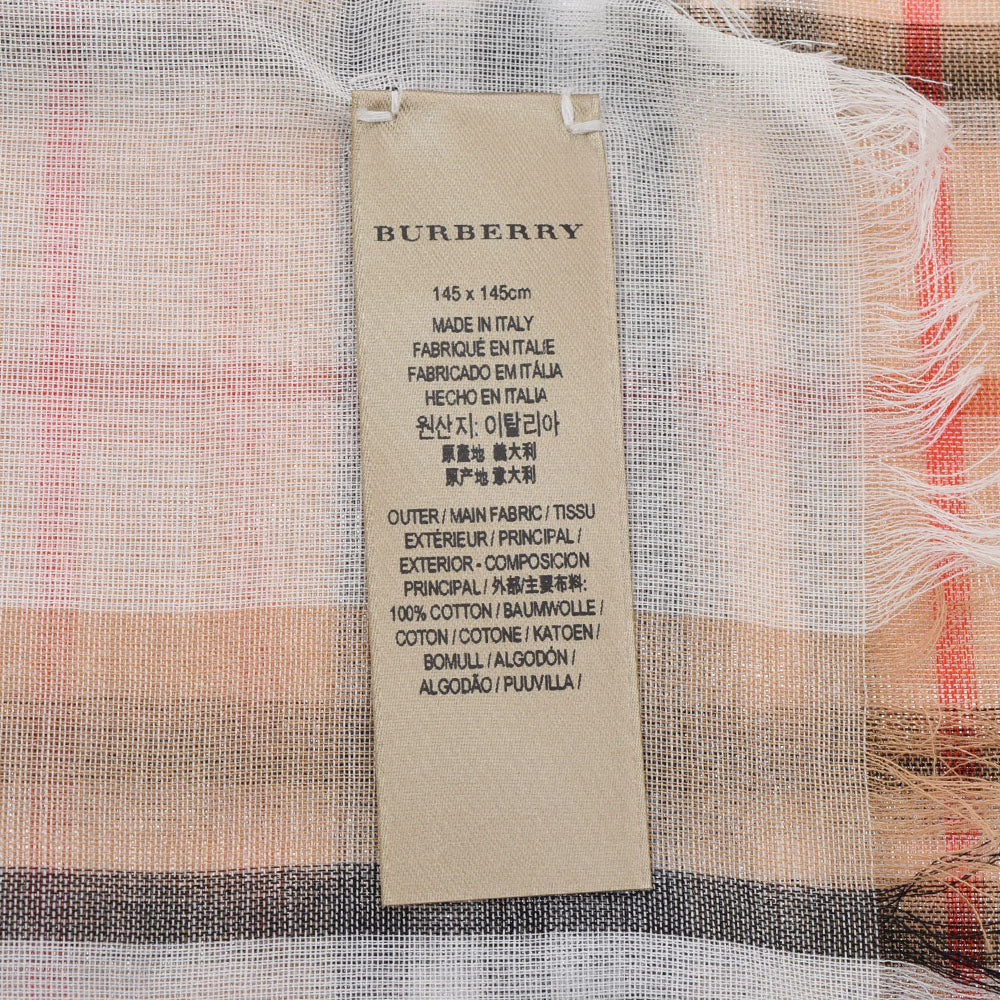 BURBERRY
145 x 145cm
MADE IN ITALY
FABRIQUÉ EN ITALIE
FABRICADO EM ITÁLIA
HECHO EN ITALIA
원산지: 이탈리아
原產地 義大利
原产地 意大利
OUTER / MAIN FABRIC / TISSU
EXTÉRIEUR / PRINCIPAL /
EXTERIOR - COMPOSICION
PRINCIPAL / 外部/主要布料:
100% COTTON / BAUMWOLLE /
COTON / COTONE / KATOEN /
BOMULL / ALGODÓN /
ALGODÃO / PUUVILLA /